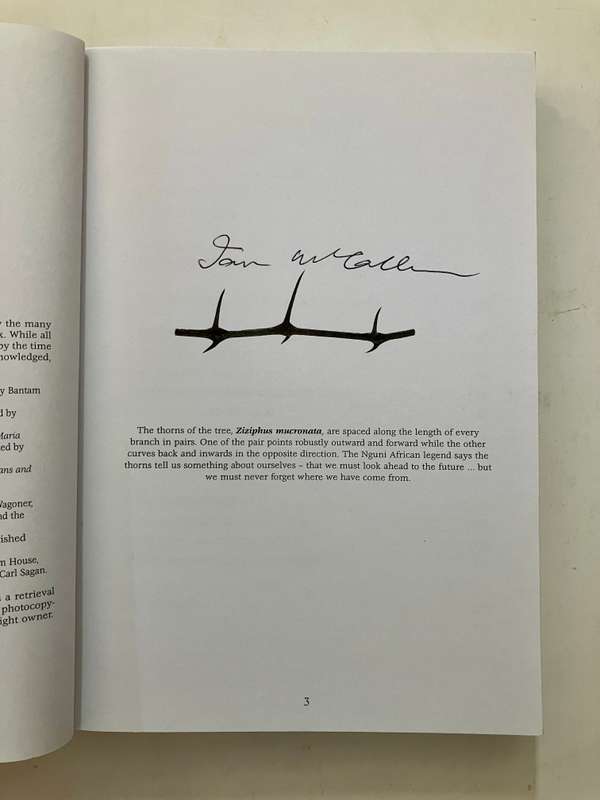 y the many
k. While all
by the time
nowledged,
y Bantam
d by
Maria
ed by
ans and
Wagoner,
nd the
ished
m House,
Carl Sagan.
a retrieval
photocopy-
ight owner.
Ian McCallum
The thorns of the tree, Ziziphus mucronata, are spaced along the length of every
branch in pairs. One of the pair points robustly outward and forward while the other
curves back and inwards in the opposite direction. The Nguni African legend says the
thorns tell us something about ourselves – that we must look ahead to the future ... but
we must never forget where we have come from.
3